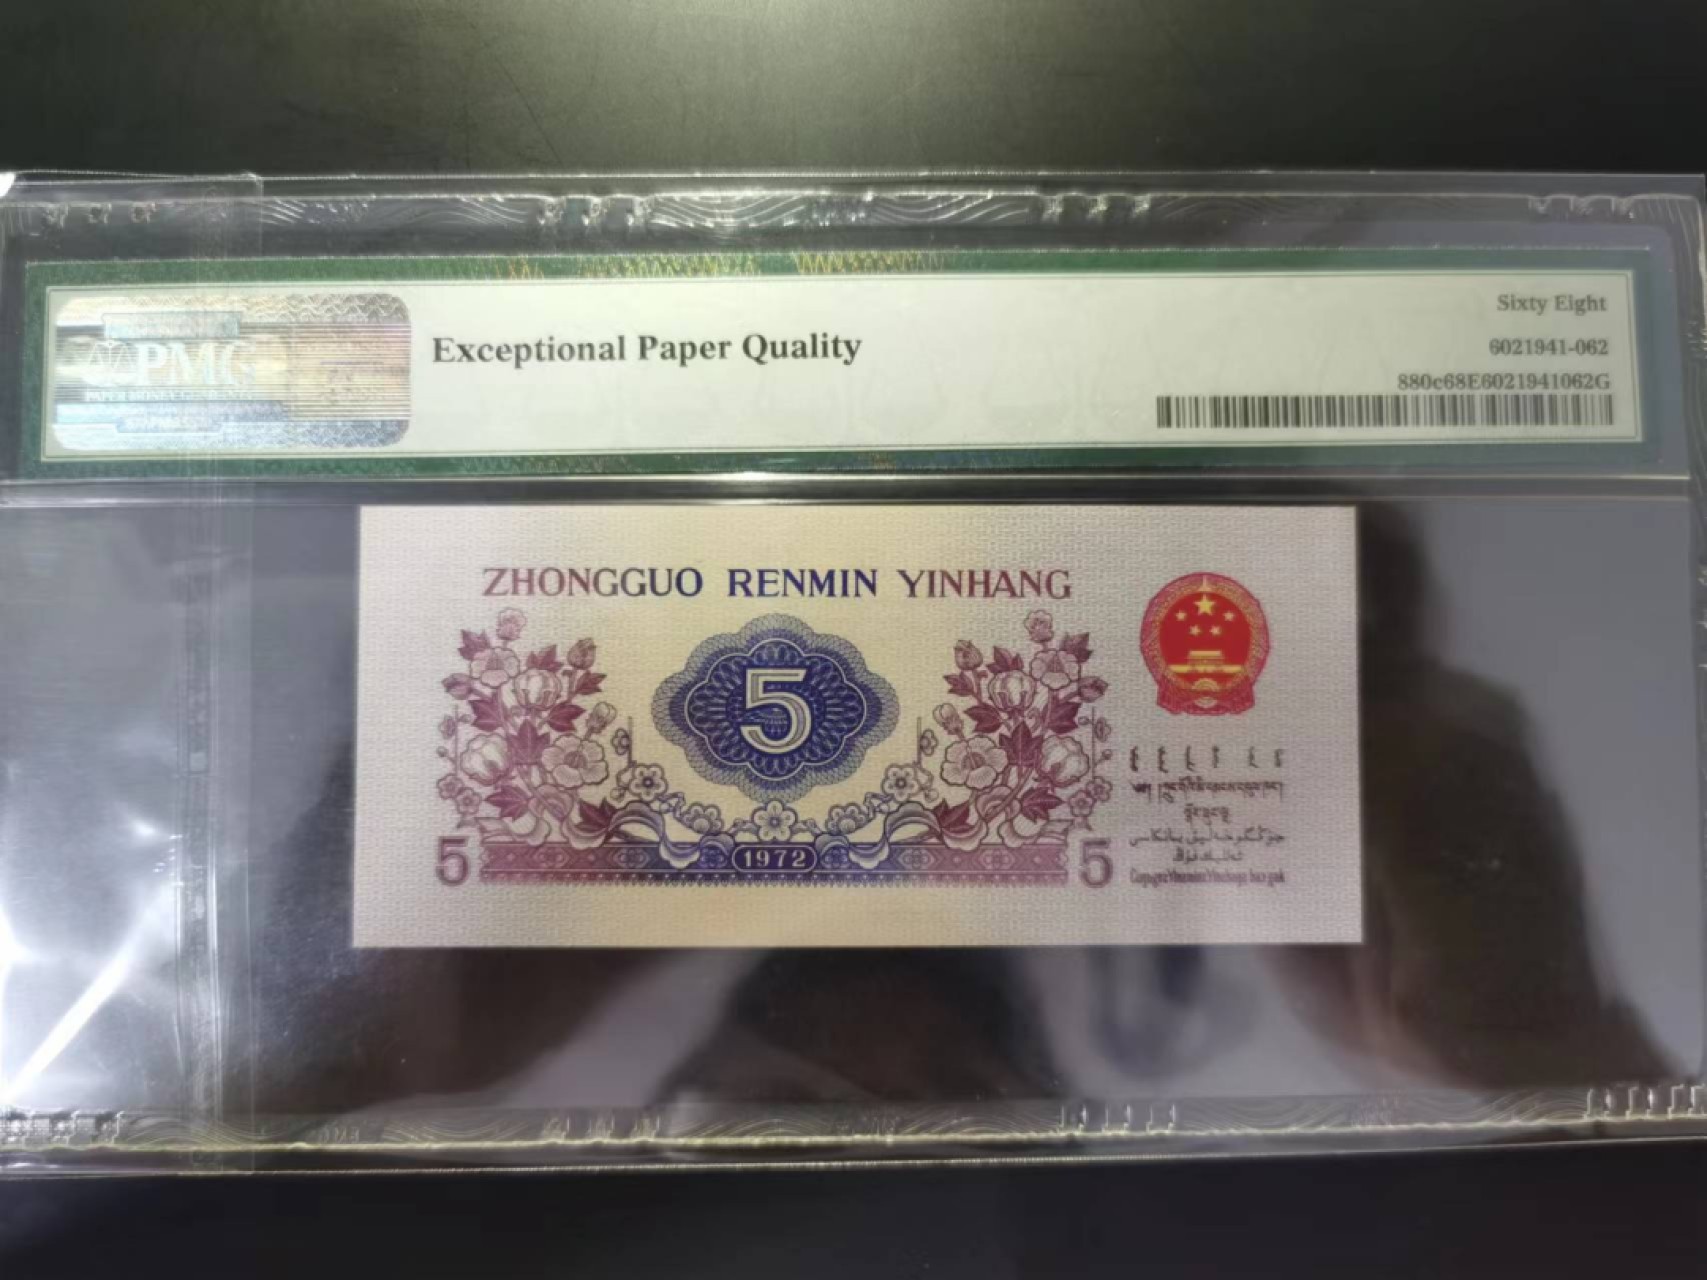 PMG
Exceptional Paper Quality
Sixty Eight
6021941-062
880c68E6021941062G
ZHONGGUO RENMIN YINHANG
5
1972
5
5